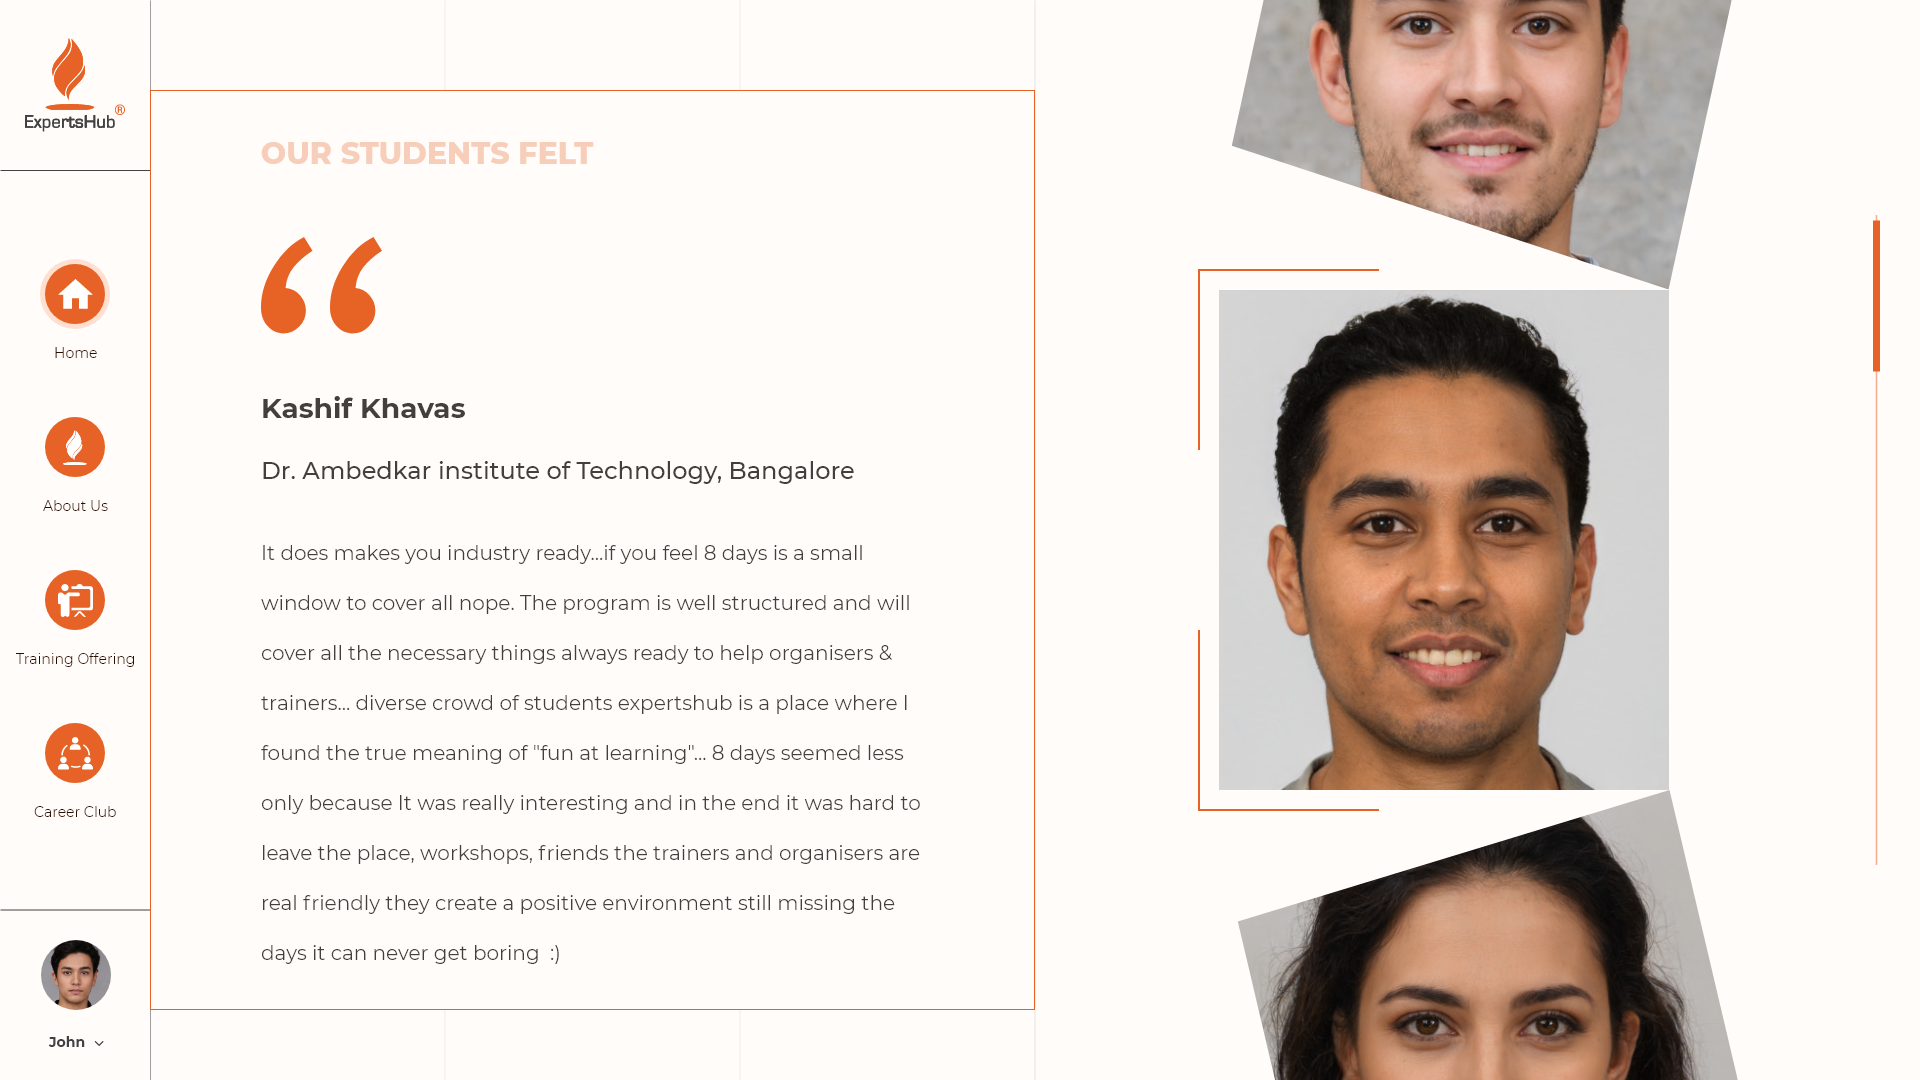 ExpertsHub®
Home
About Us
Training Offering
Career Club
John
OUR STUDENTS FELT
“
Kashif Khavas
Dr. Ambedkar institute of Technology, Bangalore
It does makes you industry ready...if you feel 8 days is a small
window to cover all nope. The program is well structured and will
cover all the necessary things always ready to help organisers &
trainers... diverse crowd of students expertshub is a place where I
found the true meaning of "fun at learning"... 8 days seemed less
only because It was really interesting and in the end it was hard to
leave the place, workshops, friends the trainers and organisers are
real friendly they create a positive environment still missing the
days it can never get boring  :)